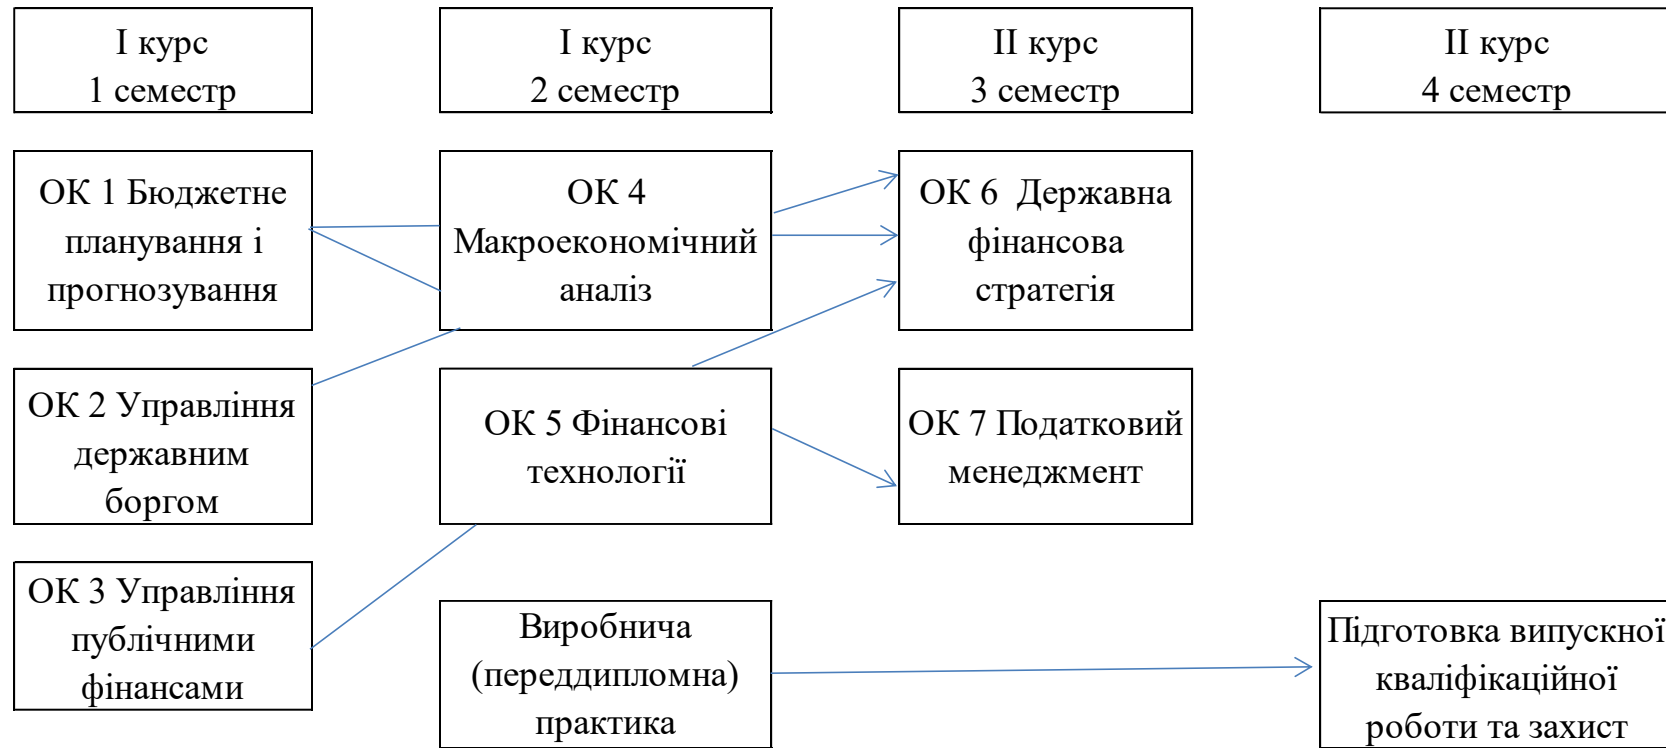 І курс
1 семестр
І курс
2 семестр
ІІ курс
3 семестр
ІІ курс
4 семестр
ОК 1 Бюджетне
планування і
прогнозування
ОК 4
Макроекономічний
аналіз
ОК 6  Державна
фінансова
стратегія
ОК 2 Управління
державним
боргом
ОК 5 Фінансові
технології
ОК 7 Податковий
менеджмент
ОК 3 Управління
публічними
фінансами
Виробнича
(переддипломна)
практика
Підготовка випускної
кваліфікаційної
роботи та захист